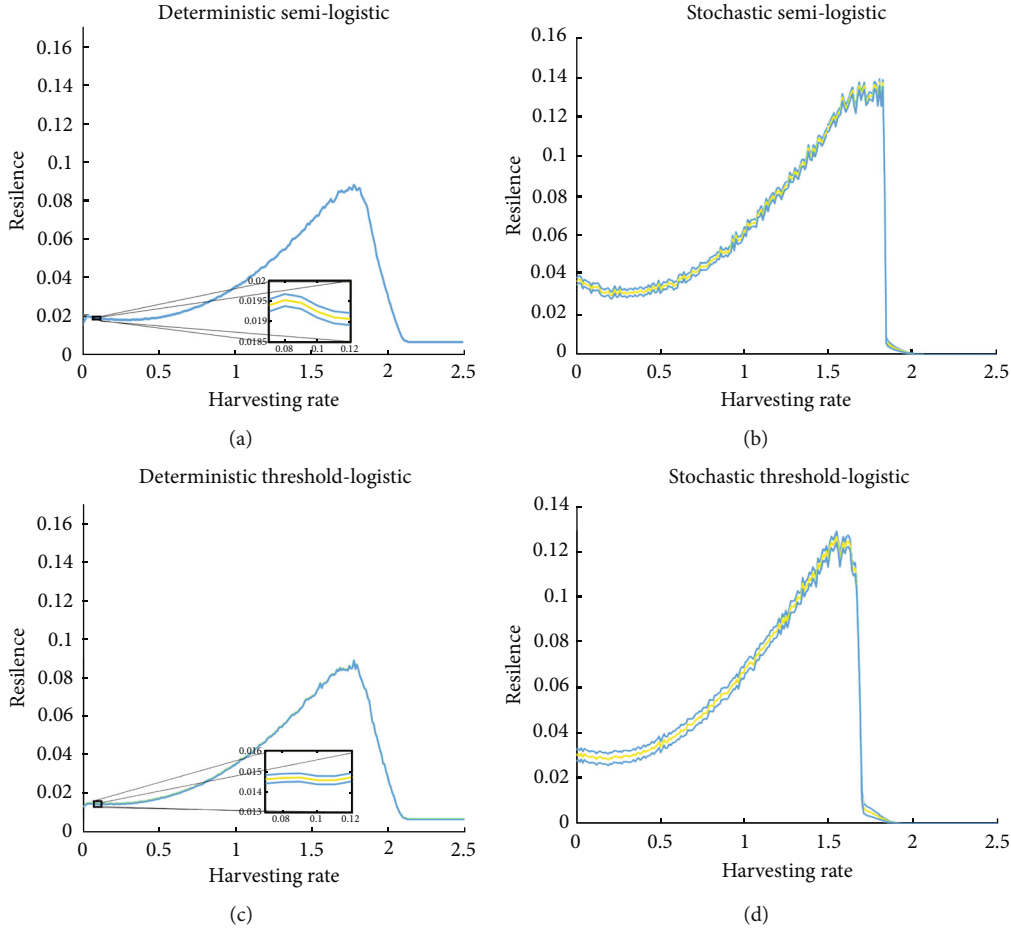 Deterministic semi-logistic
0.16
0.14
0.12
0.1
0.08
0.06
0.04
0.02
0
Resilence
0.02
0.0195
0.019
0.0185
0.08 0.1 0.12
0 0.5 1 1.5 2 2.5
Harvesting rate
(a)
Stochastic semi-logistic
0.16
0.14
0.12
0.1
0.08
0.06
0.04
0.02
0
Resilence
0 0.5 1 1.5 2 2.5
Harvesting rate
(b)
Deterministic threshold-logistic
0.16
0.14
0.12
0.1
0.08
0.06
0.04
0.02
0
Resilence
0.016
0.015
0.014
0.013
0.08 0.1 0.12
0 0.5 1 1.5 2 2.5
Harvesting rate
(c)
Stochastic threshold-logistic
0.14
0.12
0.1
0.08
0.06
0.04
0.02
0
Resilence
0 0.5 1 1.5 2 2.5
Harvesting rate
(d)